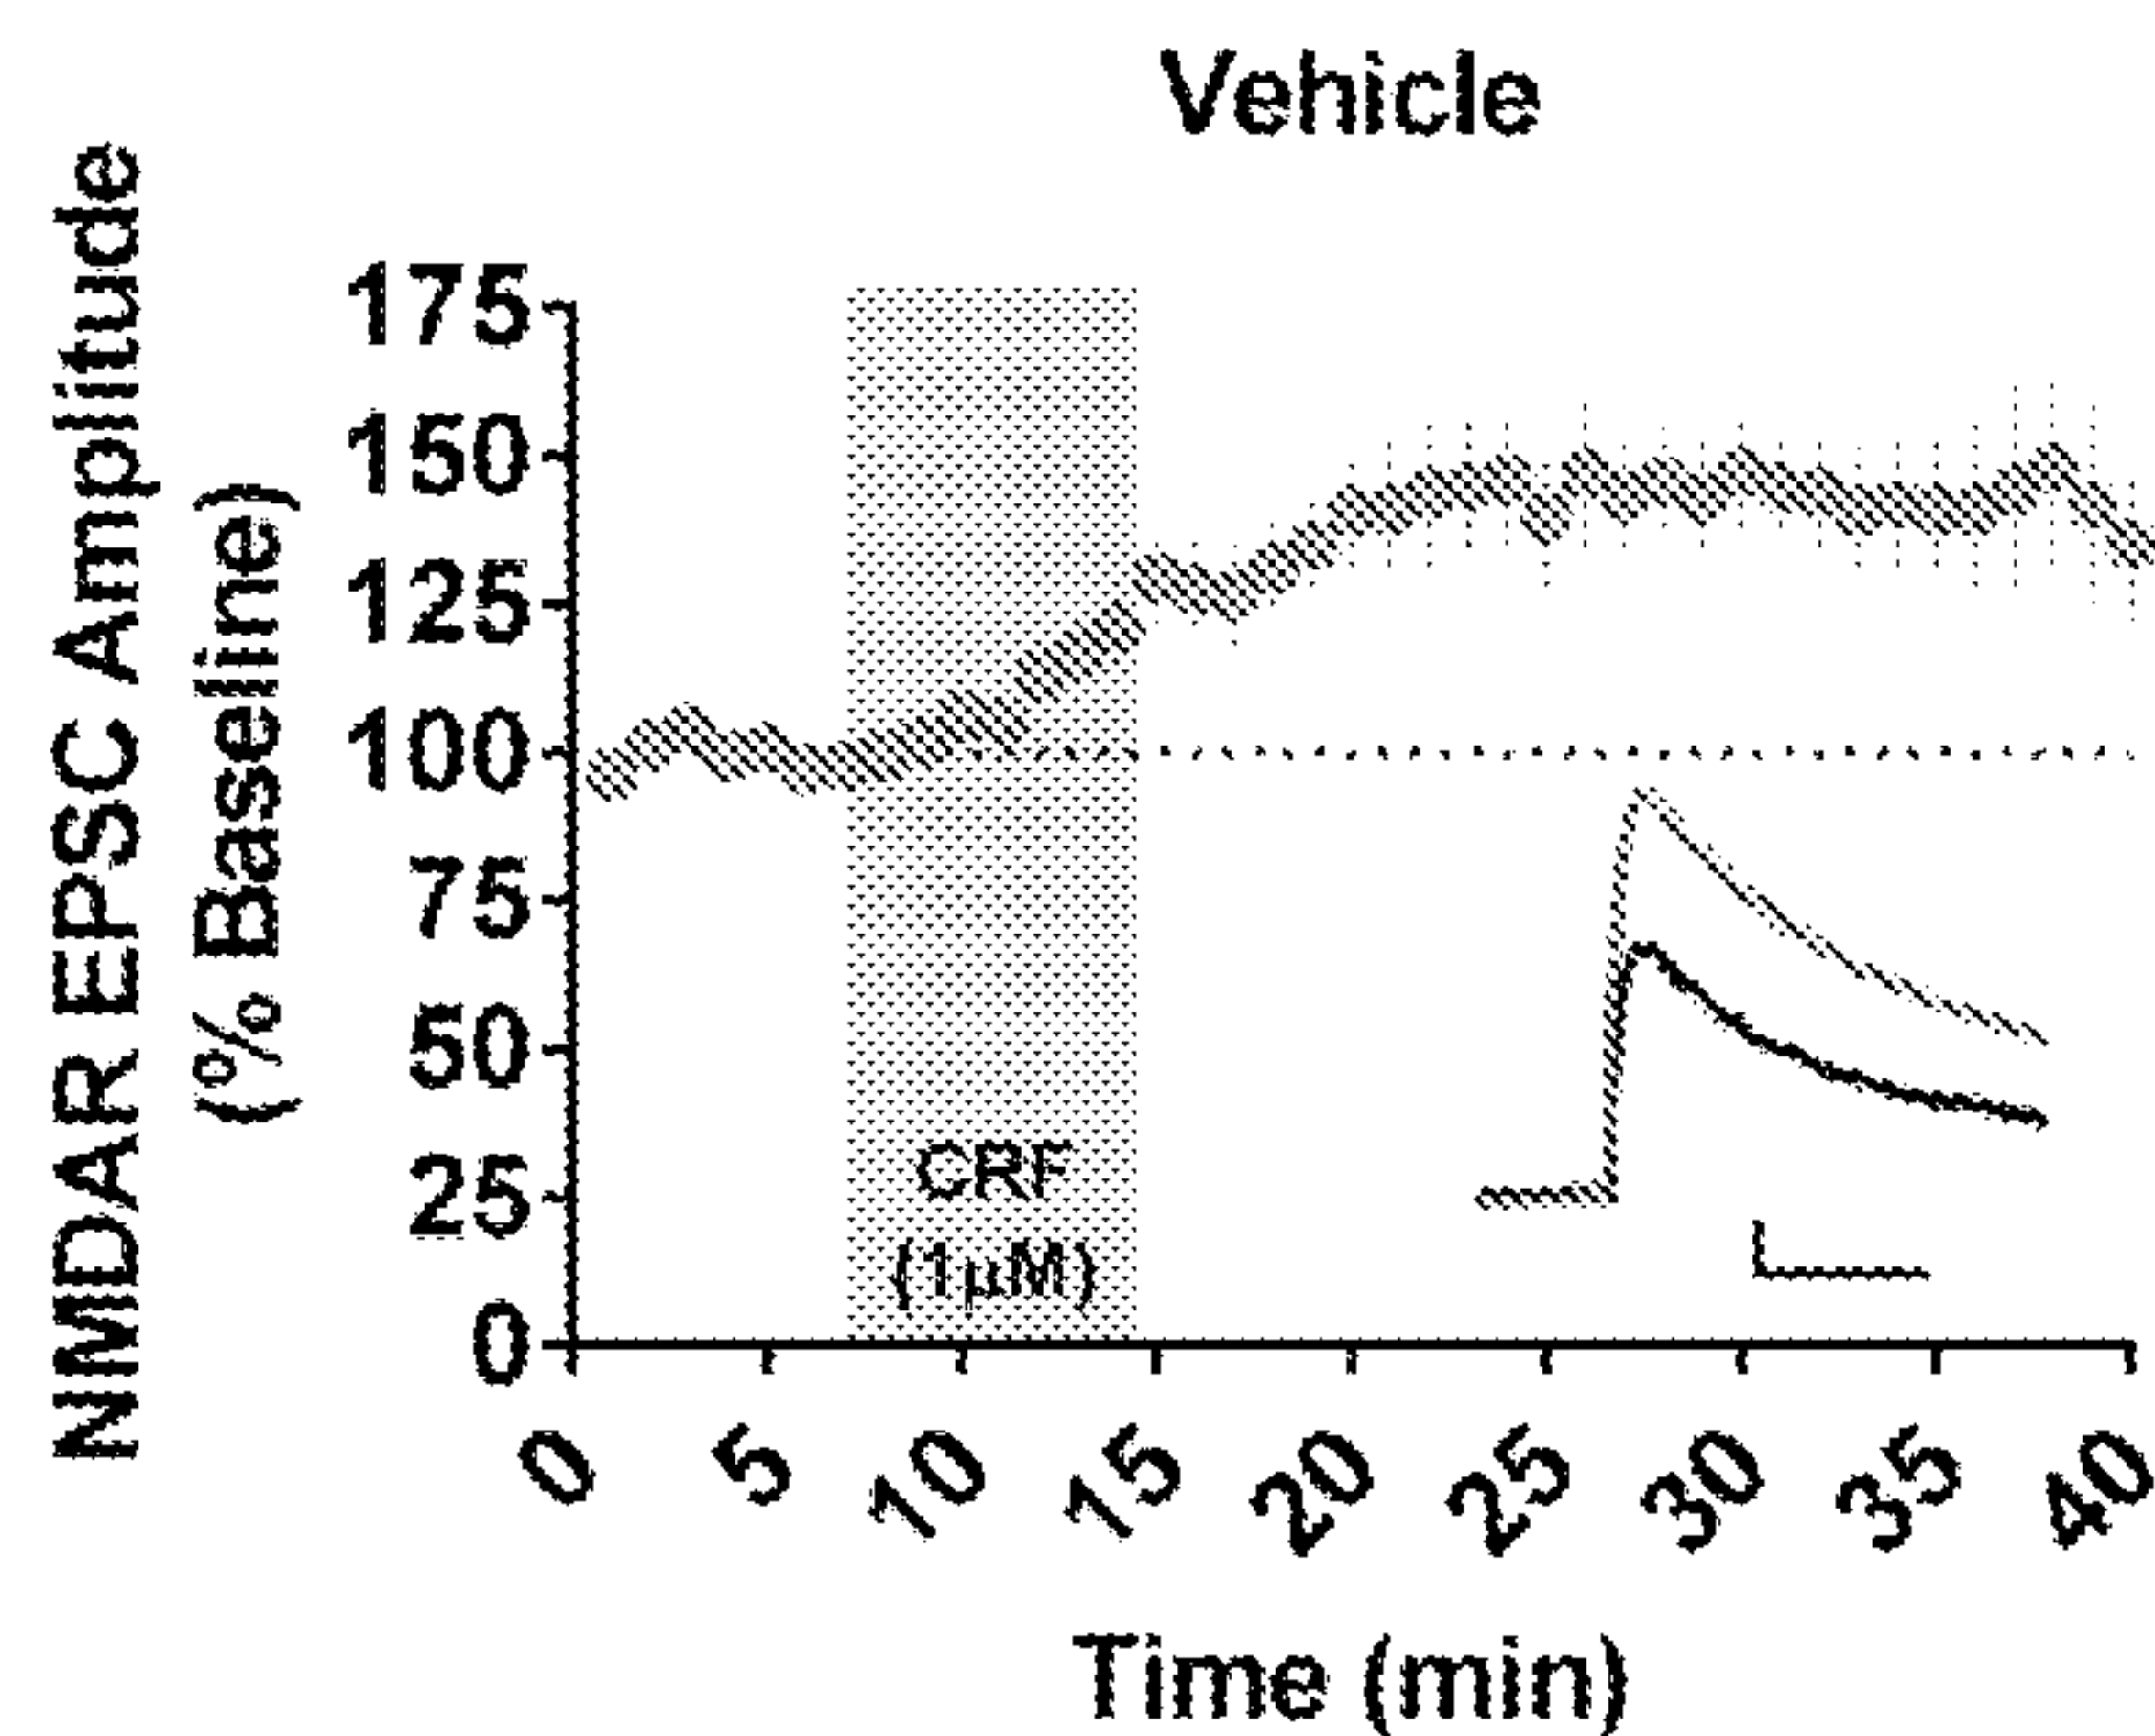 Vehicle
NMDAR EPSC Amplitude
(% Baseline)
175
150
125
100
75
50
25
0
CRF
(1μM)
0 5 10 15 20 25 30 35 40
Time (min)